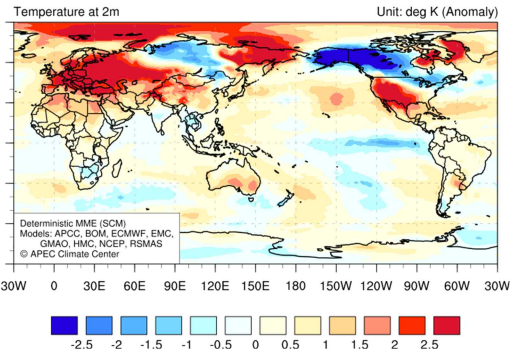 Temperature at 2m
Unit: deg K (Anomaly)
Deterministic MME (SCM)
Models: APCC, BOM, ECMWF, EMC,
GMAO, HMC, NCEP, RSMAS
© APEC Climate Center
30W 0 30E 60E 90E 120E 150E 180 150W 120W 90W 60W 30W
-2.5 -2 -1.5 -1 -0.5 0 0.5 1 1.5 2 2.5